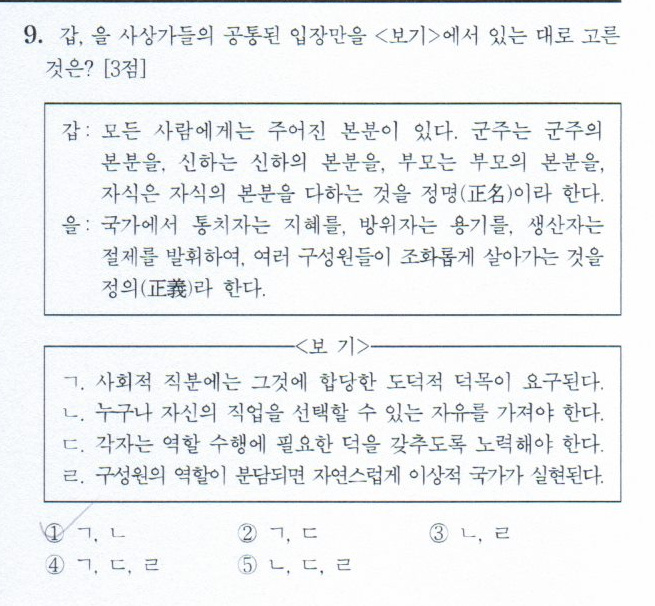 9. 갑, 을 사상가들의 공통된 입장만을 <보기>에서 있는 대로 고른
것은? [3점]
갑: 모든 사람에게는 주어진 본분이 있다. 군주는 군주의
본분을, 신하는 신하의 본분을, 부모는 부모의 본분을,
자식은 자식의 본분을 다하는 것을 정명(正名)이라 한다.
을: 국가에서 통치자는 지혜를, 방위자는 용기를, 생산자는
절제를 발휘하여, 여러 구성원들이 조화롭게 살아가는 것을
정의(正義)라 한다.
<보 기>
ㄱ. 사회적 직분에는 그것에 합당한 도덕적 덕목이 요구된다.
ㄴ. 누구나 자신의 직업을 선택할 수 있는 자유를 가져야 한다.
ㄷ. 각자는 역할 수행에 필요한 덕을 갖추도록 노력해야 한다.
ㄹ. 구성원의 역할이 분담되면 자연스럽게 이상적 국가가 실현된다.
① ㄱ, ㄴ ② ㄱ, ㄷ ③ ㄴ, ㄹ
④ ㄱ, ㄷ, ㄹ ⑤ ㄴ, ㄷ, ㄹ